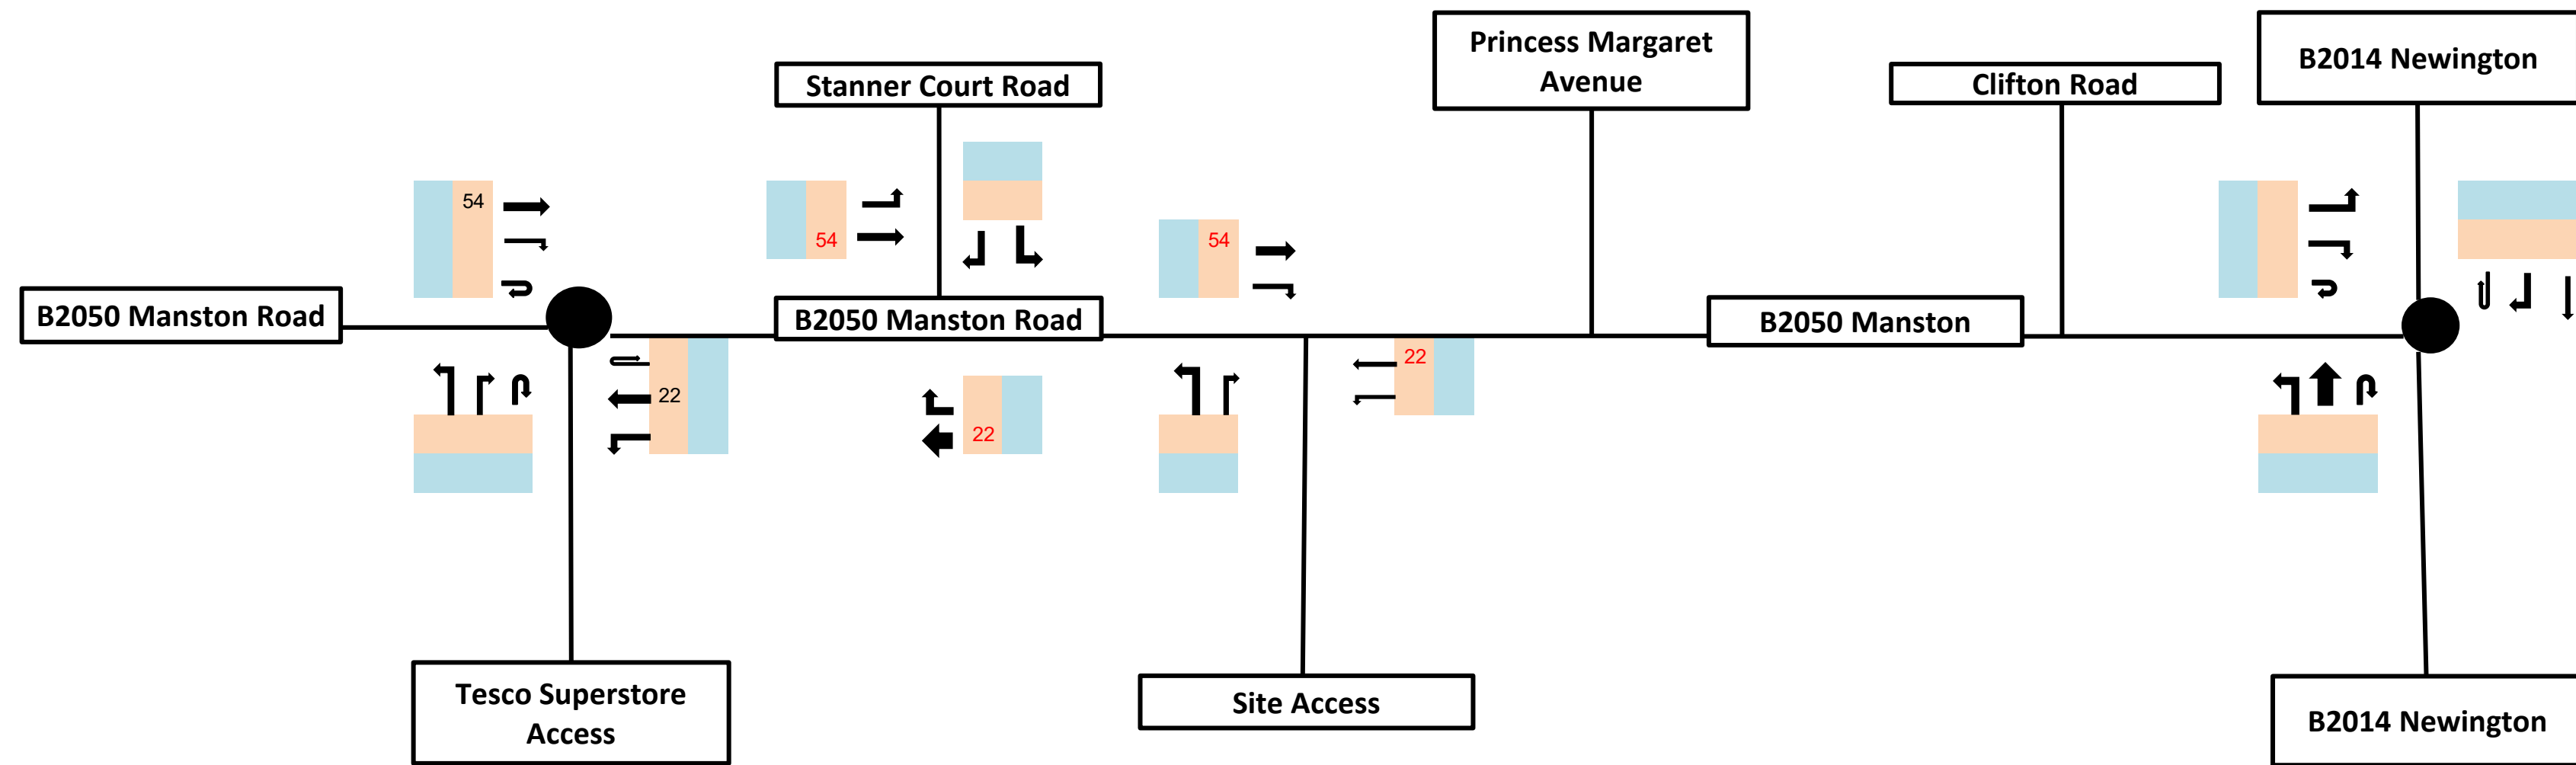 Princess Margaret
Avenue
B2014 Newington
Stanner Court Road
Clifton Road
54
54
54
B2050 Manston Road
B2050 Manston Road
B2050 Manston
22
22
22
Tesco Superstore
Access
Site Access
B2014 Newington